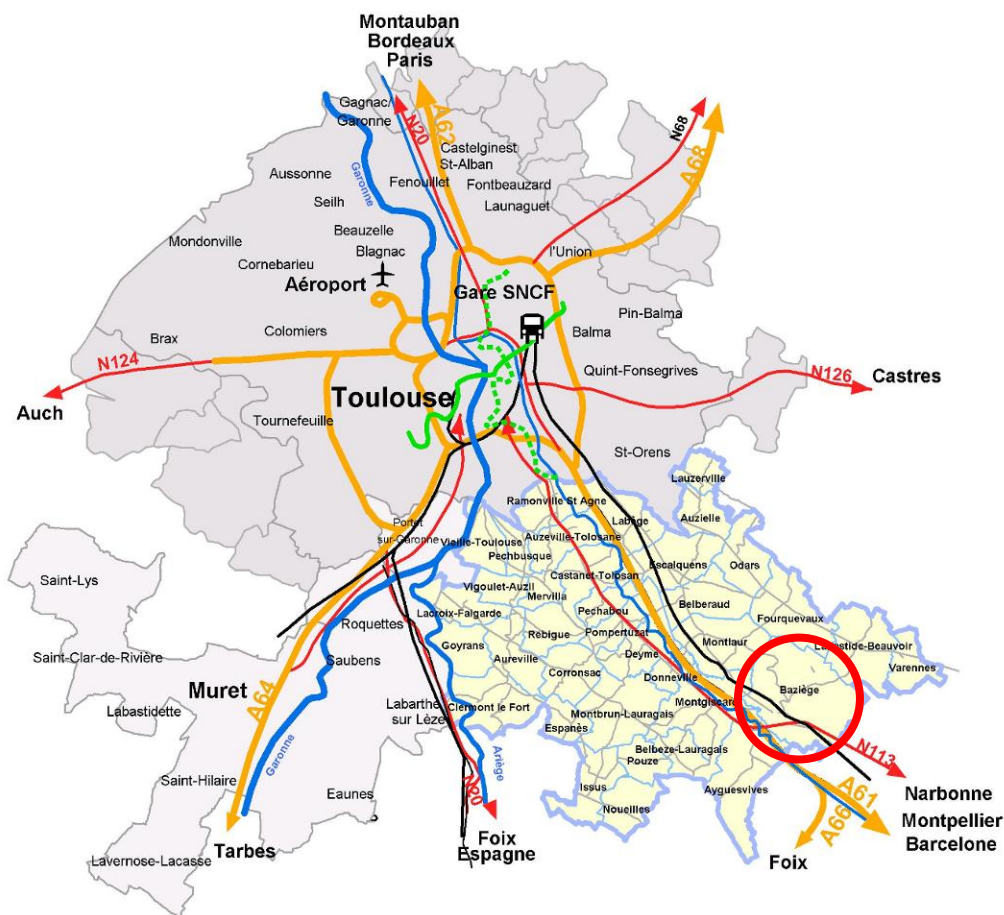 Montauban
Bordeaux
Paris
Gagnac/
Garonne
N20
A62
N68
A68
Castelginest
St-Alban
Aussonne
Garonne
Fenouillet
Fontbeauzard
Seilh
Launaguet
Beauzelle
Mondonville
Blagnac
l'Union
Cornebarieu
Aéroport
Gare SNCF
Pin-Balma
Colomiers
Balma
Brax
N124
Quint-Fonsegrives
N126
Castres
Auch
Toulouse
Tournefeuille
St-Orens
Lauzerville
Ramonville St Agne
Auzielle
Portet
sur-Garonne
Labège
Vieille-Toulouse
Auzeville-Tolosane
Pechbusque
Escalquens
Odars
Saint-Lys
Castanet-Tolosan
Vigoulet-Auzil
Mervilla
Belberaud
Lacroix-Falgarde
Pechabou
Fourquevaux
Roquettes
Rebigue
Pompertuzat
Goyrans
Montlaur
Labastide-Beauvoir
Saint-Clar-de-Rivière
Saubens
Aureville
Deyme
Varennes
Corronsac
Donneville
Muret
A64
Baziège
Labarthe
sur Lèze
Clermont le Fort
Montgiscard
Labastidette
Montbrun-Lauragais
Espanès
N113
Garonne
Ariège
Belbeze-Lauragais
Pouze
Saint-Hilaire
N20
Issus
Ayguesvives
A61
Narbonne
Eaunes
Noueilles
A66
Montpellier
Foix
Espagne
Barcelone
Tarbes
Foix
Lavernose-Lacasse